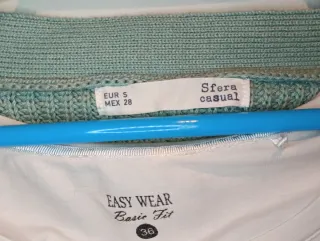 EUR S
MEX 28
Sfera
casual
EASY WEAR
Basic Fit
36